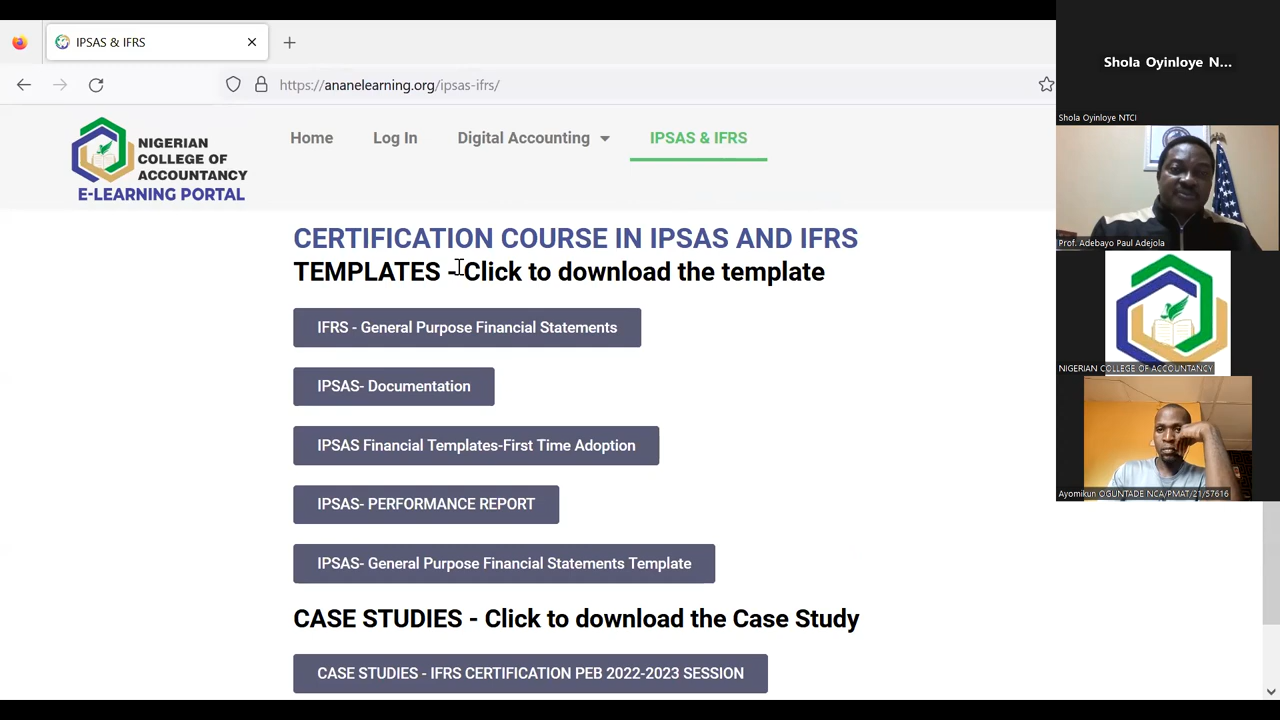 IPSAS & IFRS
https://ananelearning.org/ipsas-ifrs/
NIGERIAN
COLLEGE OF
ACCOUNTANCY
E-LEARNING PORTAL
Home
Log In
Digital Accounting
IPSAS & IFRS
CERTIFICATION COURSE IN IPSAS AND IFRS
TEMPLATES - Click to download the template
IFRS - General Purpose Financial Statements
IPSAS- Documentation
IPSAS Financial Templates-First Time Adoption
IPSAS- PERFORMANCE REPORT
IPSAS- General Purpose Financial Statements Template
CASE STUDIES - Click to download the Case Study
CASE STUDIES - IFRS CERTIFICATION PEB 2022-2023 SESSION
Shola Oyinloye N...
Shola Oyinloye NTCI
Prof. Adebayo Paul Adejola
NIGERIAN COLLEGE OF ACCOUNTANCY
Ayomikun OGUNTADE NCA/PMAT/21/57616